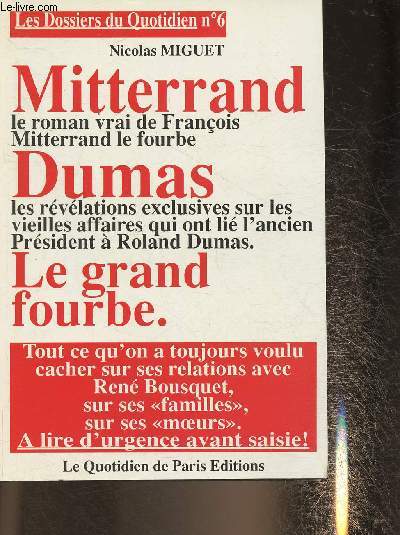 Le-livre.com
Les Dossiers du Quotidien n°6
Nicolas MIGUET
Mitterrand
le roman vrai de François
Mitterrand le fourbe
Dumas
les révélations exclusives sur les
vieilles affaires qui ont lié l'ancien
Président à Roland Dumas.
Le grand
fourbe.
Tout ce qu'on a toujours voulu
cacher sur ses relations avec
René Bousquet,
sur ses «familles»,
sur ses «mœurs».
A lire d'urgence avant saisie!
Le Quotidien de Paris Editions